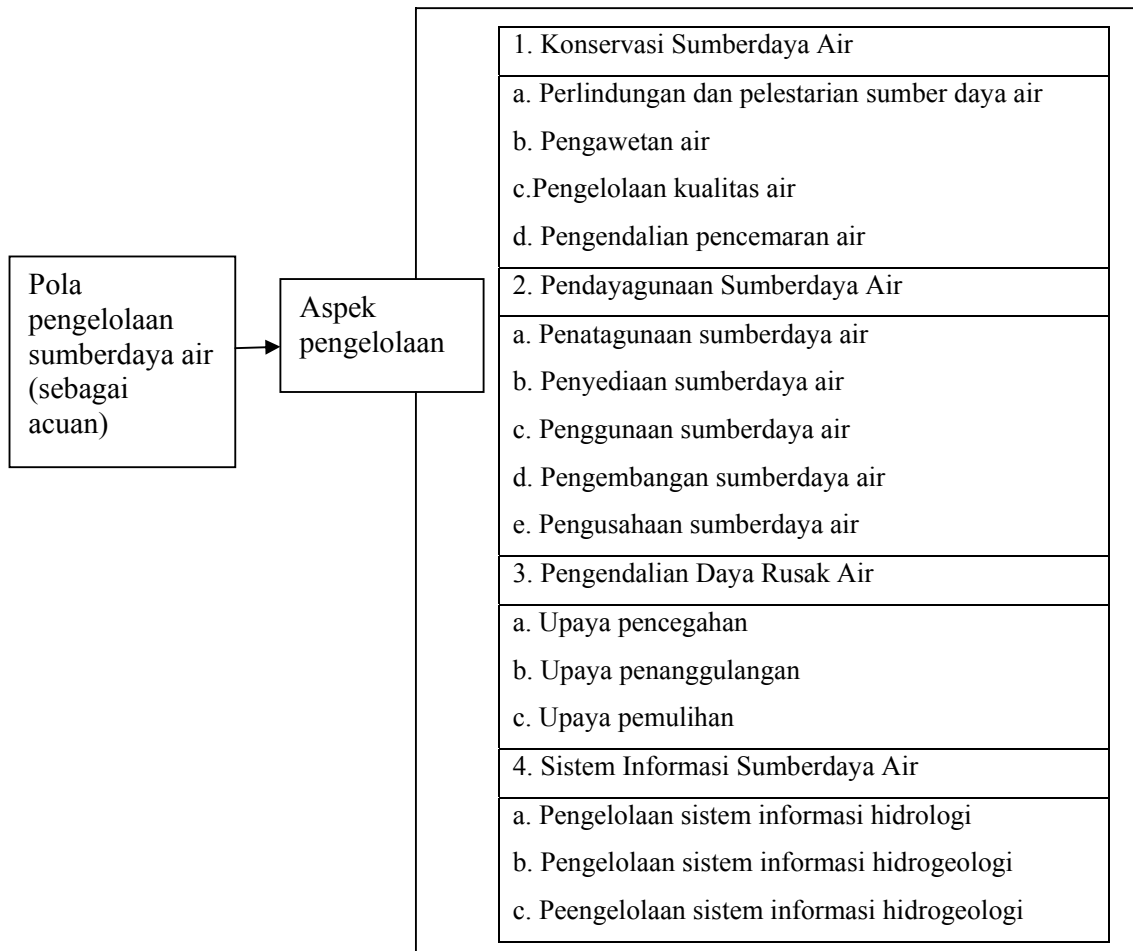 Pola
pengelolaan
sumberdaya air
(sebagai
acuan)
Aspek
pengelolaan
1. Konservasi Sumberdaya Air
a. Perlindungan dan pelestarian sumber daya air
b. Pengawetan air
c.Pengelolaan kualitas air
d. Pengendalian pencemaran air
2. Pendayagunaan Sumberdaya Air
a. Penatagunaan sumberdaya air
b. Penyediaan sumberdaya air
c. Penggunaan sumberdaya air
d. Pengembangan sumberdaya air
e. Pengusahaan sumberdaya air
3. Pengendalian Daya Rusak Air
a. Upaya pencegahan
b. Upaya penanggulangan
c. Upaya pemulihan
4. Sistem Informasi Sumberdaya Air
a. Pengelolaan sistem informasi hidrologi
b. Pengelolaan sistem informasi hidrogeologi
c. Peengelolaan sistem informasi hidrogeologi